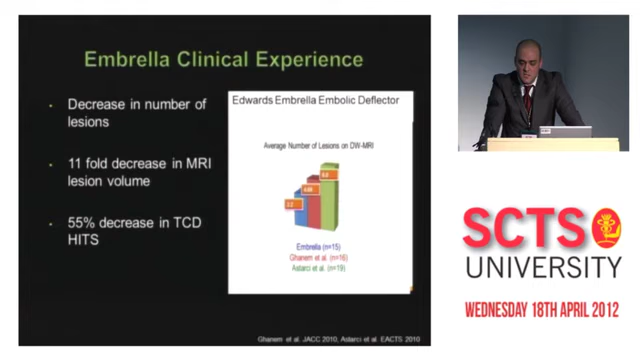 Embrella Clinical Experience
Decrease in number of
lesions
11 fold decrease in MRI
lesion volume
55% decrease in TCD
HITS
Edwards Embrella Embolic Deflector
Average Number of Lesions on DW-MRI
Embrella (n=15)
Ghanem et al. (n=16)
Astarci et al. (n=19)
Ghanem et al. JACC 2010, Astarci et al. EACTS 2010
SCTS
UNIVERSITY
WEDNESDAY 18TH APRIL 2012